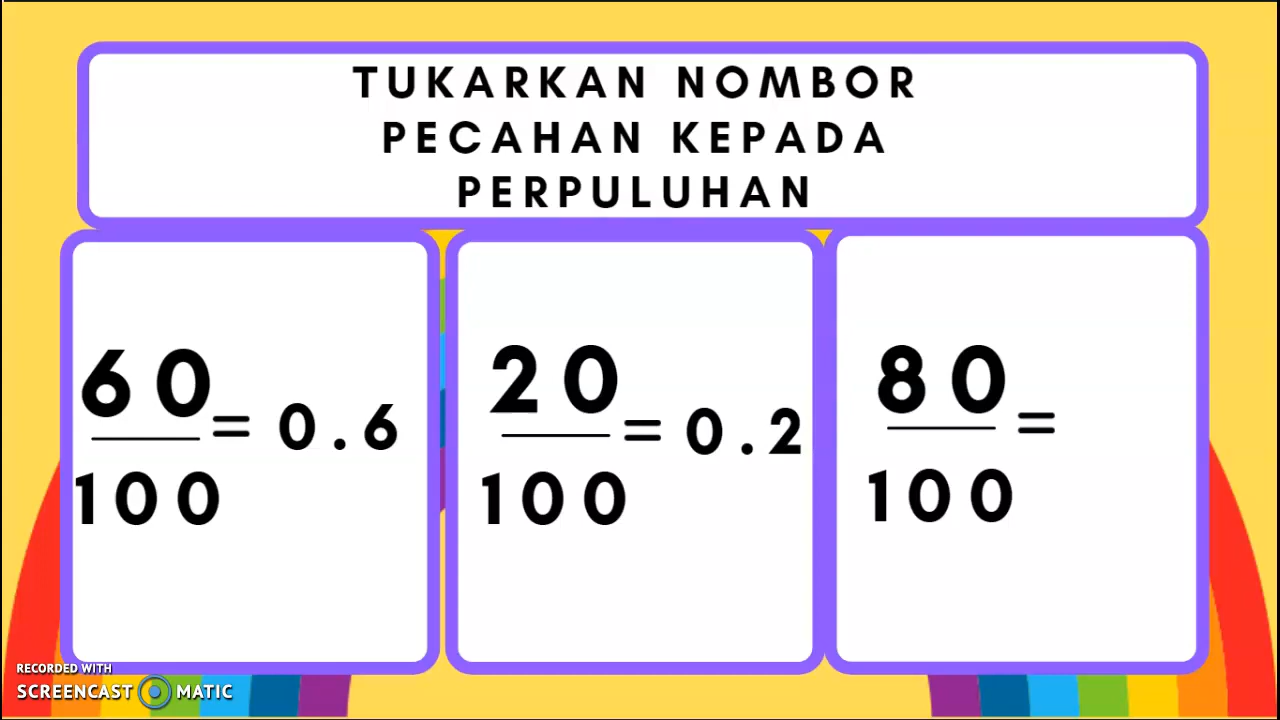 TUKARKAN NOMBOR
PECAHAN KEPADA
PERPULUHAN
60
100
= 0.6
20
100
= 0.2
80
100
=
RECORDED WITH
SCREENCAST MATIC